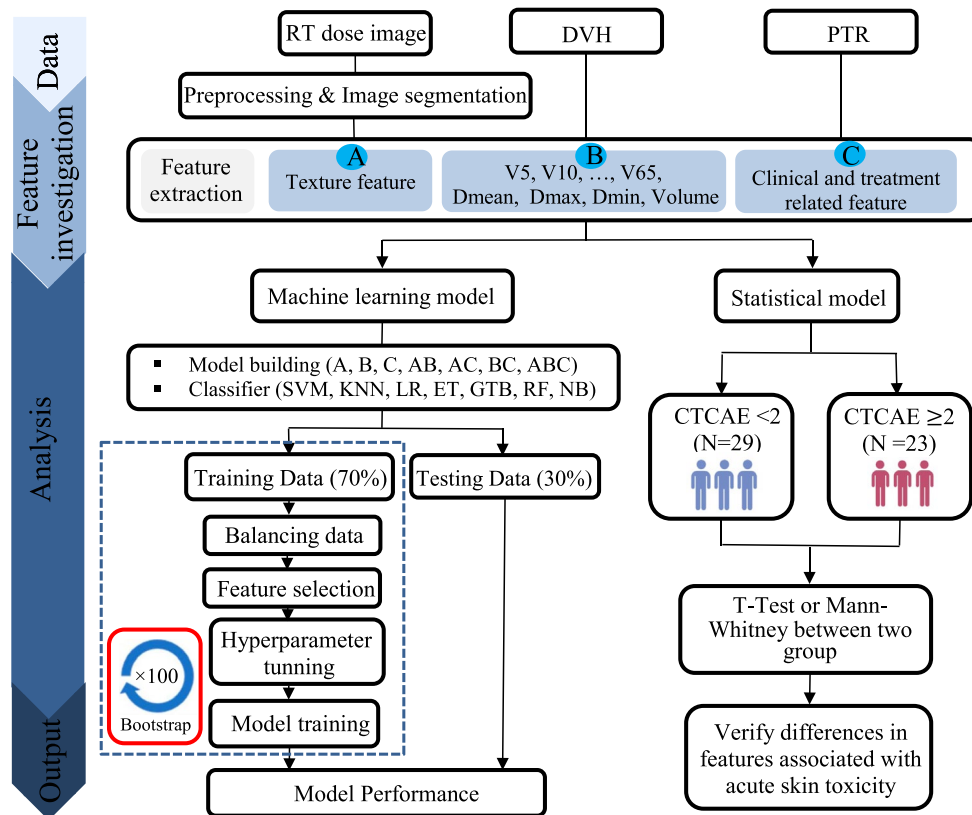 Data
RT dose image
DVH
PTR
Preprocessing & Image segmentation
Feature
investigation
Feature
extraction
A
Texture feature
B
V5, V10, …, V65,
Dmean, Dmax, Dmin, Volume
C
Clinical and treatment
related feature
Analysis
Machine learning model
Statistical model
▪ Model building (A, B, C, AB, AC, BC, ABC)
▪ Classifier (SVM, KNN, LR, ET, GTB, RF, NB)
CTCAE <2
(N=29)
CTCAE ≥2
(N =23)
Training Data (70%)
Testing Data (30%)
Balancing data
Feature selection
Hyperparameter
tunning
×100
Bootstrap
Model training
T-Test or Mann-
Whitney between two
group
Output
Model Performance
Verify differences in
features associated with
acute skin toxicity